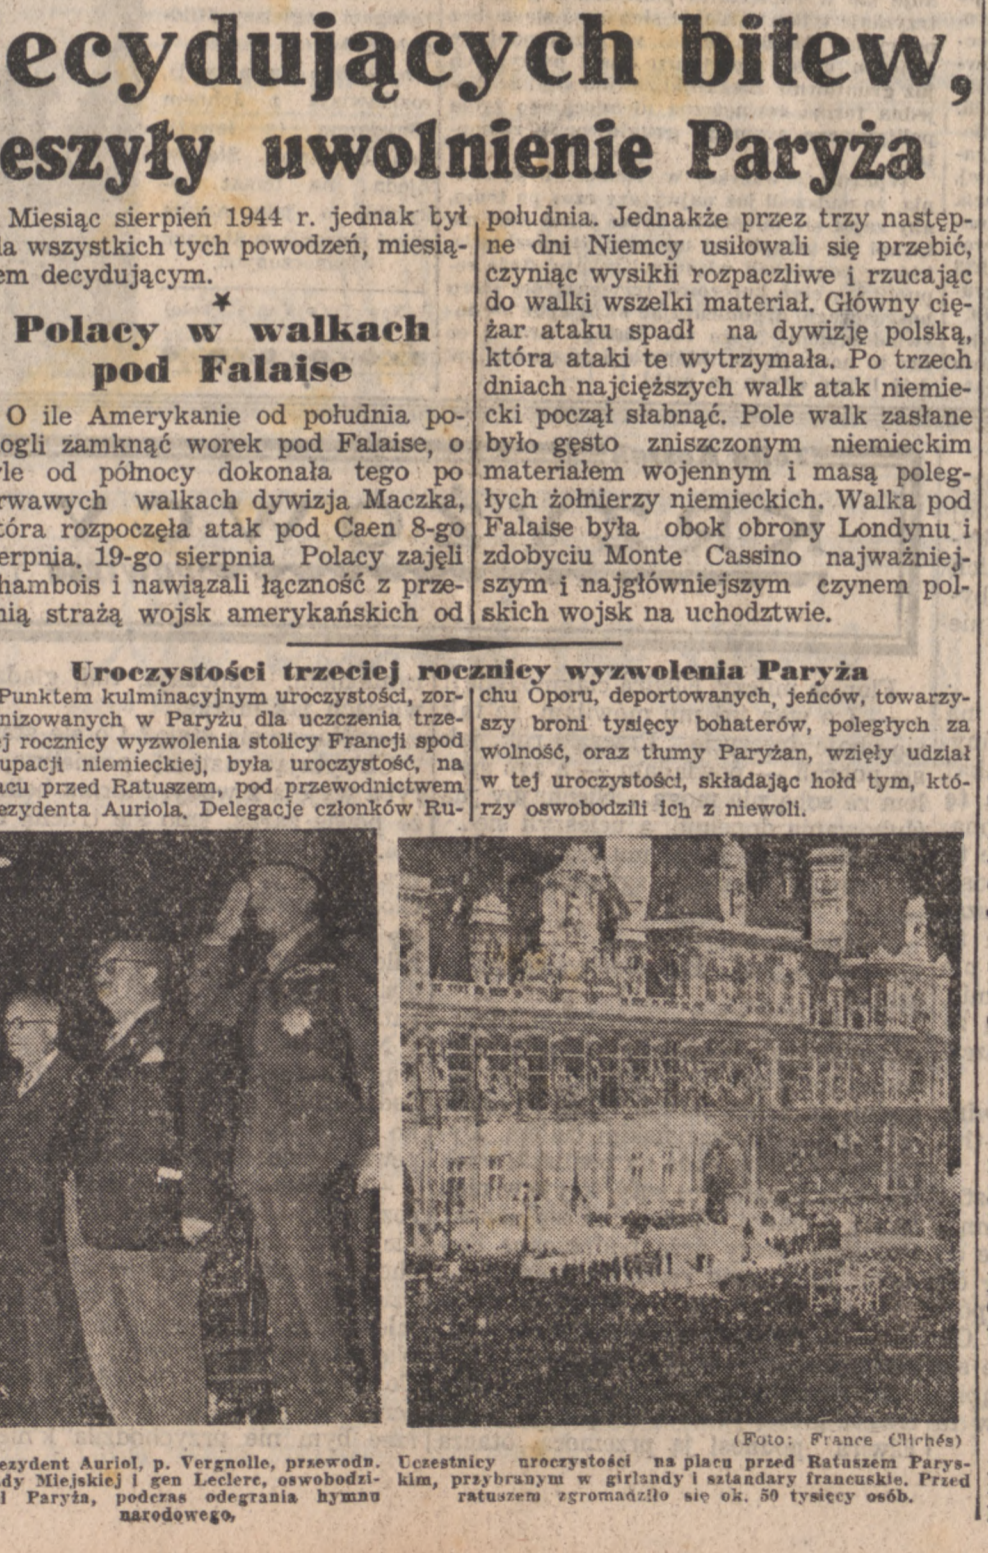 ecydujących bitew,
eszyły uwolnienie Paryża
Miesiąc sierpień 1944 r. jednak był
la wszystkich tych powodzeń, miesią-
em decydującym.
Polacy w walkach
pod Falaise
O ile Amerykanie od południa po-
ogli zamknąć worek pod Falaise, o
yle od północy dokonała tego po
rwawych walkach dywizja Maczka,
tóra rozpoczęła atak pod Caen 8-go
erpnia. 19-go sierpnia Polacy zajęli
hambois i nawiązali łączność z prze-
nią strażą wojsk amerykańskich od
południa. Jednakże przez trzy następ-
ne dni Niemcy usiłowali się przebić,
czyniąc wysikłi rozpaczliwe i rzucając
do walki wszelki materiał. Główny cię-
żar ataku spadł na dywizję polską,
która ataki te wytrzymała. Po trzech
dniach najcięższych walk atak niemie-
cki począł słabnąć. Pole walk zasłane
było gęsto zniszczonym niemieckim
materiałem wojennym i masą poleg-
łych żołnierzy niemieckich. Walka pod
Falaise była obok obrony Londynu i
zdobyciu Monte Cassino najważniej-
szym i najgłówniejszym czynem pol-
skich wojsk na uchodztwie.
Uroczystości trzeciej rocznicy wyzwolenia Paryża
Punktem kulminacyjnym uroczystości, zor-
nizowanych w Paryżu dla uczczenia trze-
ej rocznicy wyzwolenia stolicy Francji spod
upacji niemieckiej, była uroczystość, na
acu przed Ratuszem, pod przewodnictwem
ezydenta Auriola. Delegacje członków Ru-
chu Oporu, deportowanych, jeńców, towarzy-
szy broni tysięcy bohaterów, poległych za
wolność, oraz tłumy Paryżan, wzięły udział
w tej uroczystości, składając hołd tym, któ-
rzy oswobodzili ich z niewoli.
(Foto: France Clichés)
ezydent Auriol, p. Vergnolle, przewodn.
dy Miejskiej i gen Leclerc, oswobodzi-
l Paryża, podczas odegrania hymnu
narodowego,
Uczestnicy uroczystości na placu przed Ratuszem Parys-
kim, przybranym w girlandy i sztandary francuskie. Przed
ratuszem zgromadziło się ok. 50 tysięcy osób.